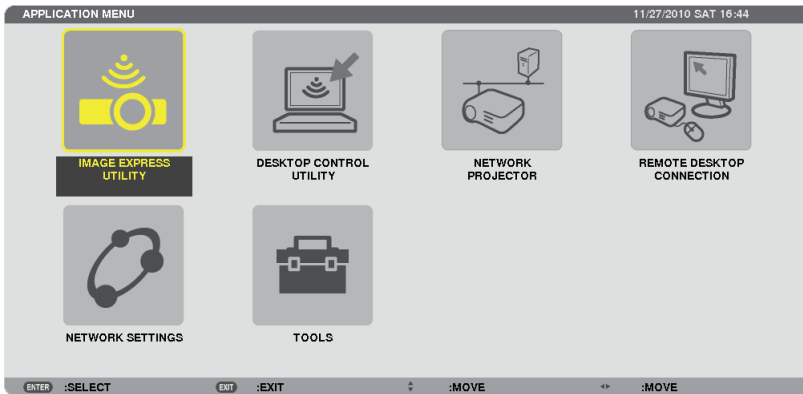 APPLICATION MENU 11/27/2010 SAT 16:44
IMAGE EXPRESS
UTILITY
DESKTOP CONTROL
UTILITY
NETWORK
PROJECTOR
REMOTE DESKTOP
CONNECTION
NETWORK SETTINGS
TOOLS
ENTER :SELECT EXIT :EXIT :MOVE :MOVE